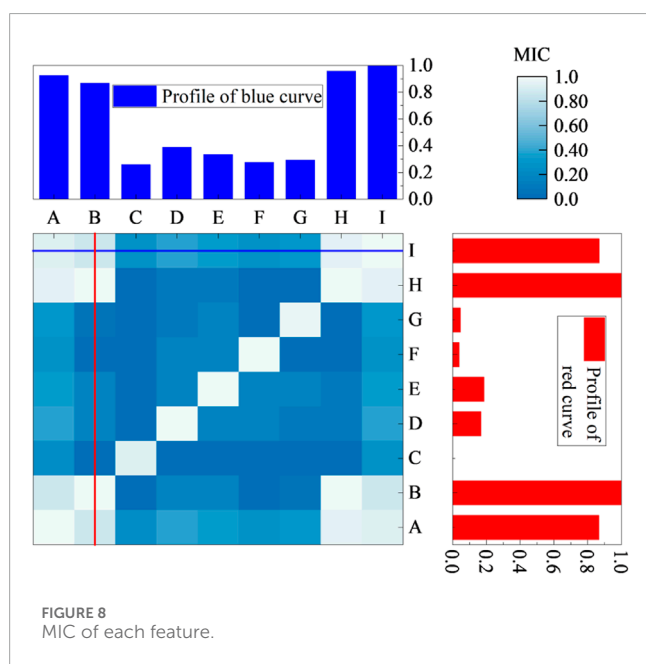 MIC
1.0
0.80
0.60
0.40
0.20
0.0
Profile of blue curve
1.0
0.8
0.6
0.4
0.2
0.0
A B C D E F G H I
I
H
G
F
E
D
C
B
A
Profile of
red curve
0.0 0.2 0.4 0.6 0.8 1.0
FIGURE 8
MIC of each feature.